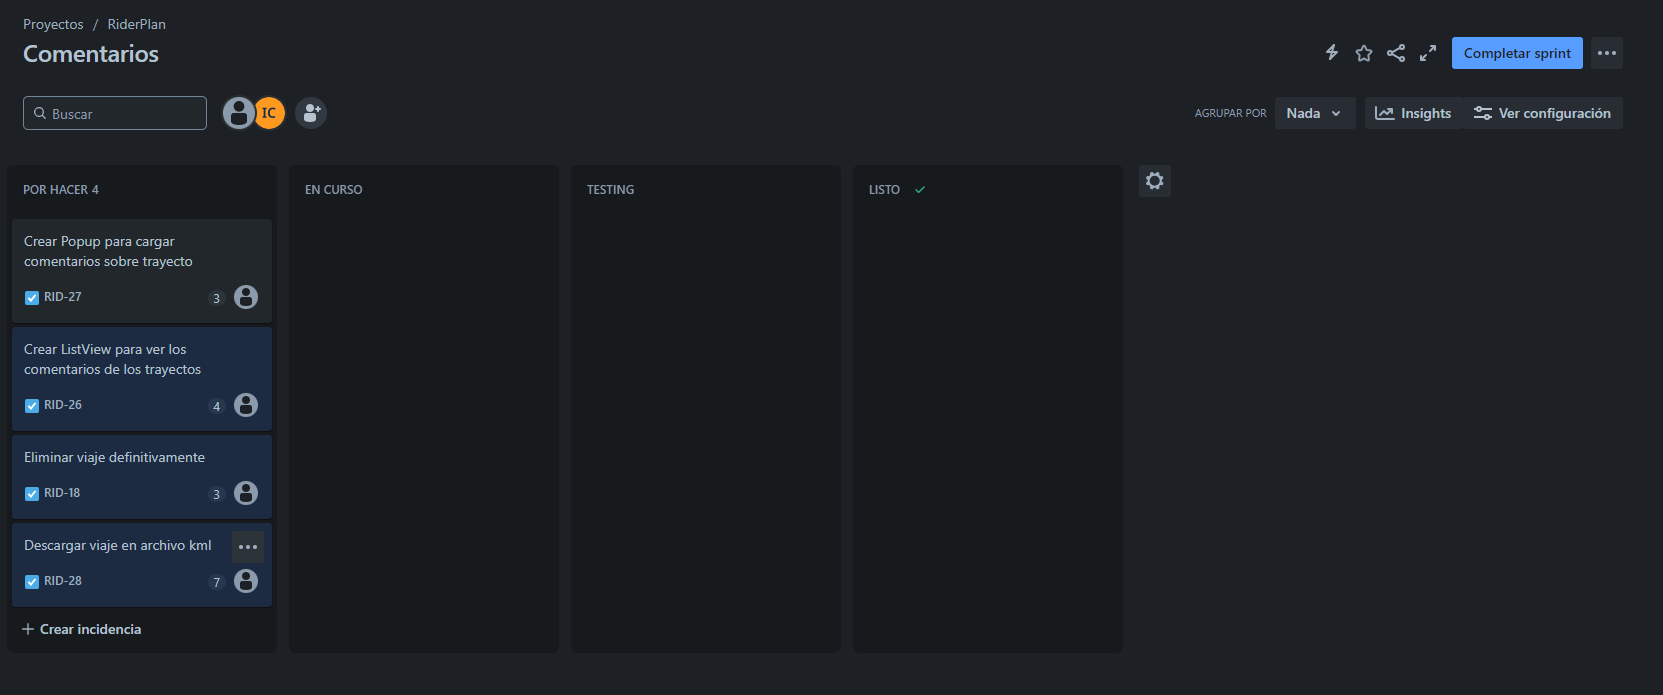 Proyectos / RiderPlan
Comentarios
Completar sprint
Buscar
IC
AGRUPAR POR
Nada
Insights
Ver configuración
POR HACER 4
Crear Popup para cargar
comentarios sobre trayecto
RID-27
3
Crear ListView para ver los
comentarios de los trayectos
RID-26
4
Eliminar viaje definitivamente
RID-18
3
Descargar viaje en archivo kml
RID-28
7
Crear incidencia
EN CURSO
TESTING
LISTO